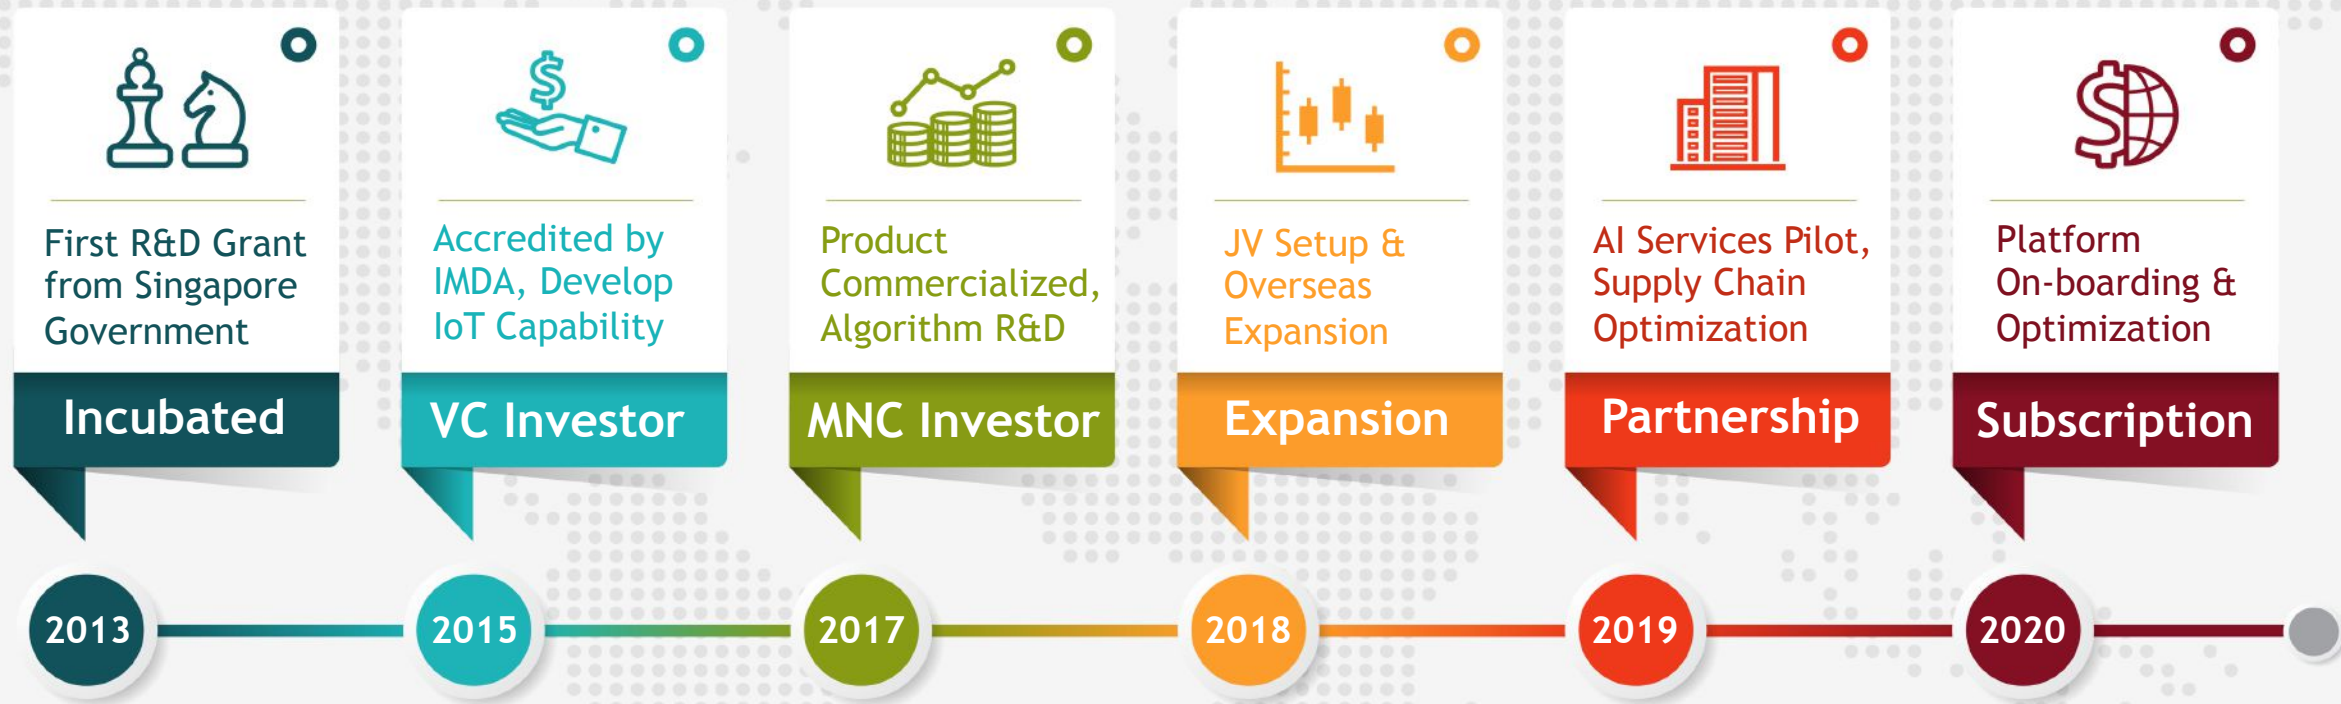 First R&D Grant
from Singapore
Government
Incubated
2013
Accredited by
IMDA, Develop
IoT Capability
VC Investor
2015
Product
Commercialized,
Algorithm R&D
MNC Investor
2017
JV Setup &
Overseas
Expansion
Expansion
2018
AI Services Pilot,
Supply Chain
Optimization
Partnership
2019
Platform
On-boarding &
Optimization
Subscription
2020